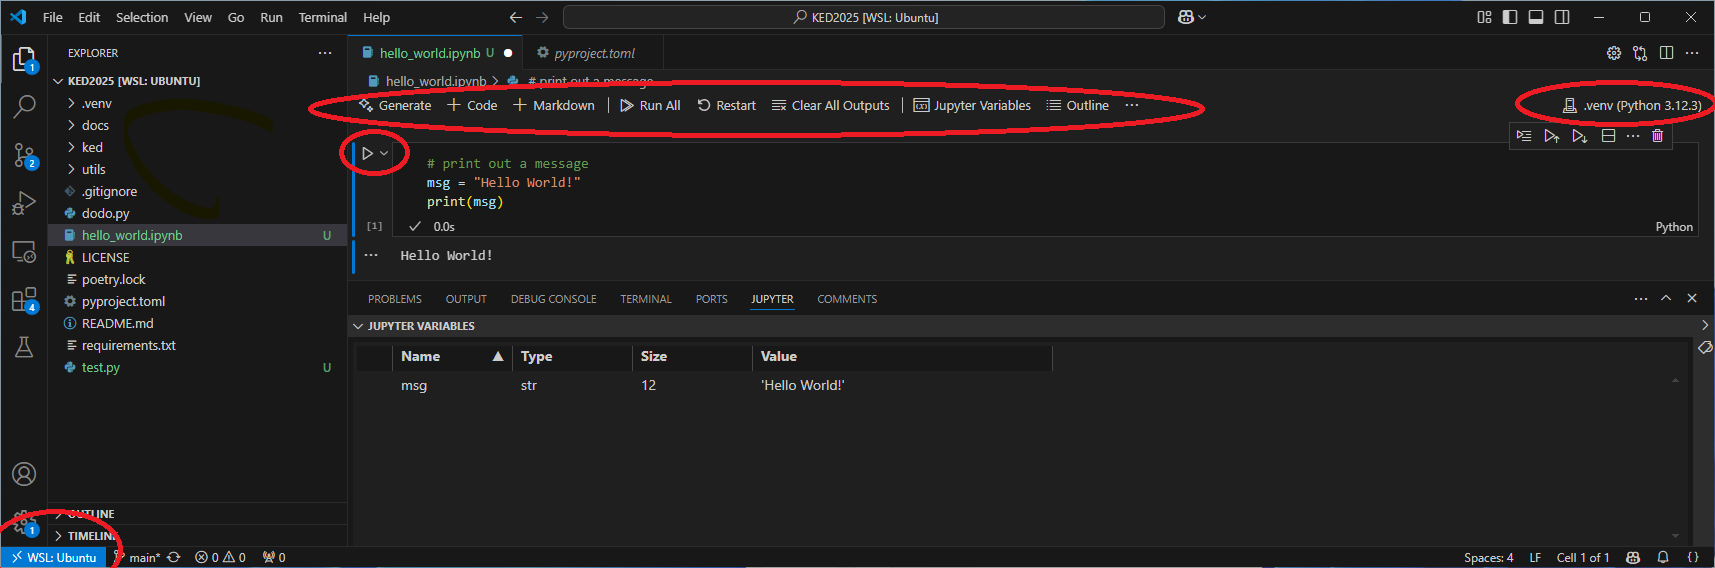 File Edit Selection View Go Run Terminal Help
KED2025 [WSL: Ubuntu]
EXPLORER
KED2025 [WSL: UBUNTU]
.venv
docs
ked
utils
.gitignore
dodo.py
hello_world.ipynb U
LICENSE
poetry.lock
pyproject.toml
README.md
requirements.txt
test.py U
OUTLINE
TIMELINE
1
2
4
1
hello_world.ipynb U
pyproject.toml
hello_world.ipynb > # print out a message
Generate + Code + Markdown Run All Restart Clear All Outputs Jupyter Variables Outline ...
.venv (Python 3.12.3)
# print out a message
msg = "Hello World!"
print(msg)
[1] 0.0s
Python
Hello World!
PROBLEMS OUTPUT DEBUG CONSOLE TERMINAL PORTS JUPYTER COMMENTS
JUPYTER VARIABLES
Name Type Size Value
msg str 12 'Hello World!'
WSL: Ubuntu main* 0 0 0
Spaces: 4 LF Cell 1 of 1 {}